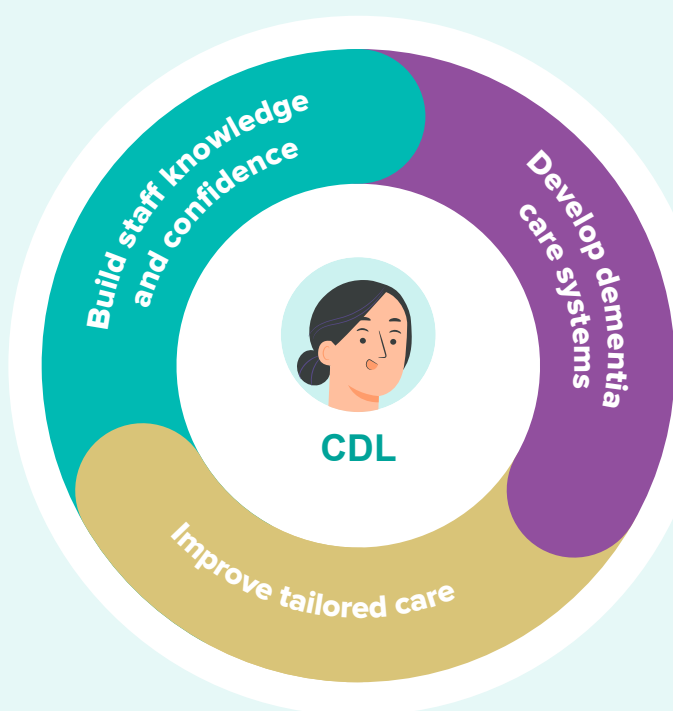 Build staff knowledge
and confidence
Develop dementia
care systems
Improve tailored care
CDL